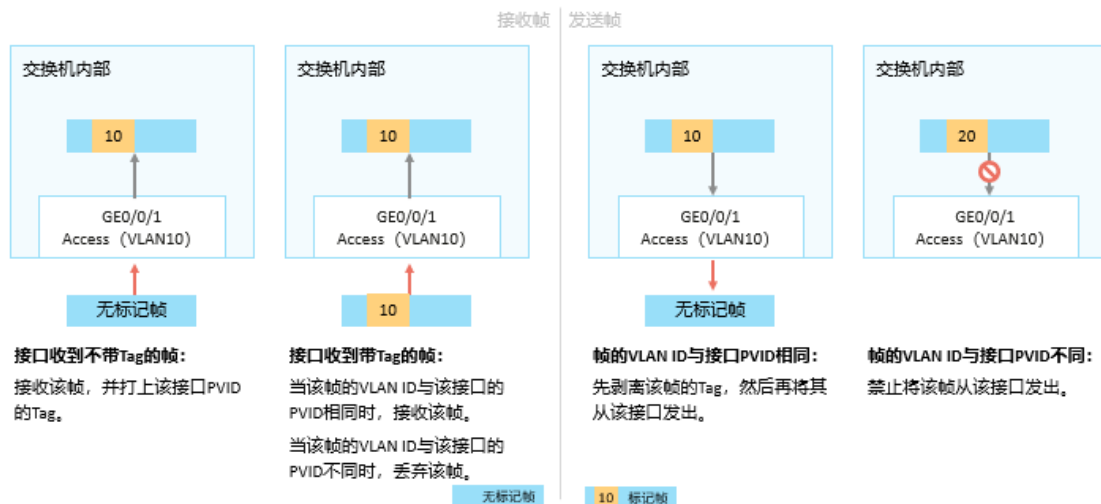 接收帧
发送帧
交换机内部
10
GE0/0/1
Access（VLAN10）
无标记帧
接口收到不带Tag的帧：
接收该帧，并打上该接口PVID
的Tag。
交换机内部
10
GE0/0/1
Access（VLAN10）
10
接口收到带Tag的帧：
当该帧的VLAN ID与该接口的
PVID相同时，接收该帧。
当该帧的VLAN ID与该接口的
PVID不同时，丢弃该帧。
交换机内部
10
GE0/0/1
Access（VLAN10）
无标记帧
帧的VLAN ID与接口PVID相同：
先剥离该帧的Tag，然后再将其
从该接口发出。
交换机内部
20
GE0/0/1
Access（VLAN10）
帧的VLAN ID与接口PVID不同：
禁止将该帧从该接口发出。
无标记帧
10 标记帧